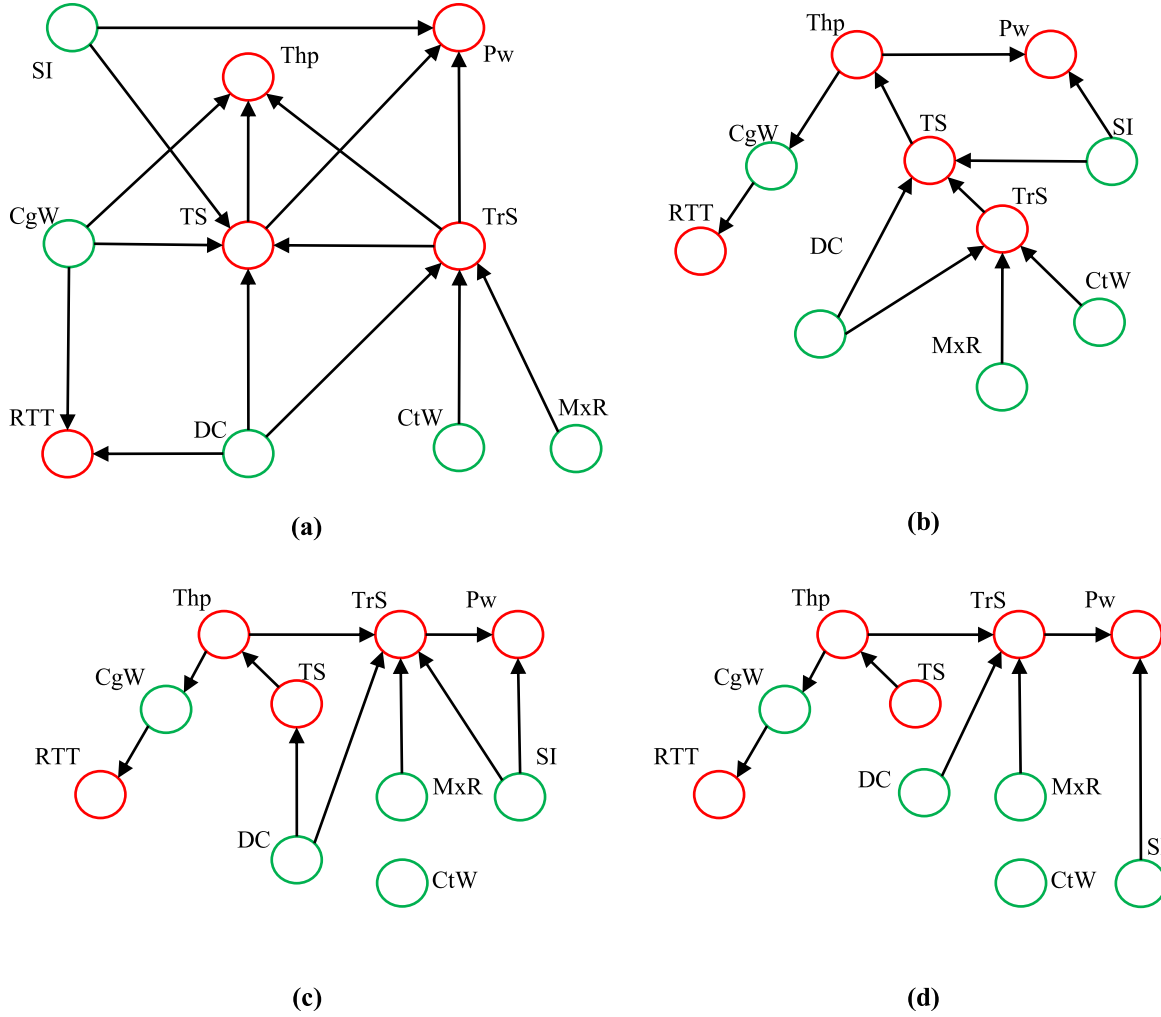 SI
Thp
Pw
CgW
TS
TrS
RTT
DC
CtW
MxR
(a)
Thp
Pw
CgW
TS
SI
RTT
TrS
DC
CtW
MxR
(b)
Thp
TrS
Pw
CgW
TS
RTT
SI
MxR
DC
CtW
(c)
Thp
TrS
Pw
CgW
TS
RTT
DC
MxR
S
CtW
(d)